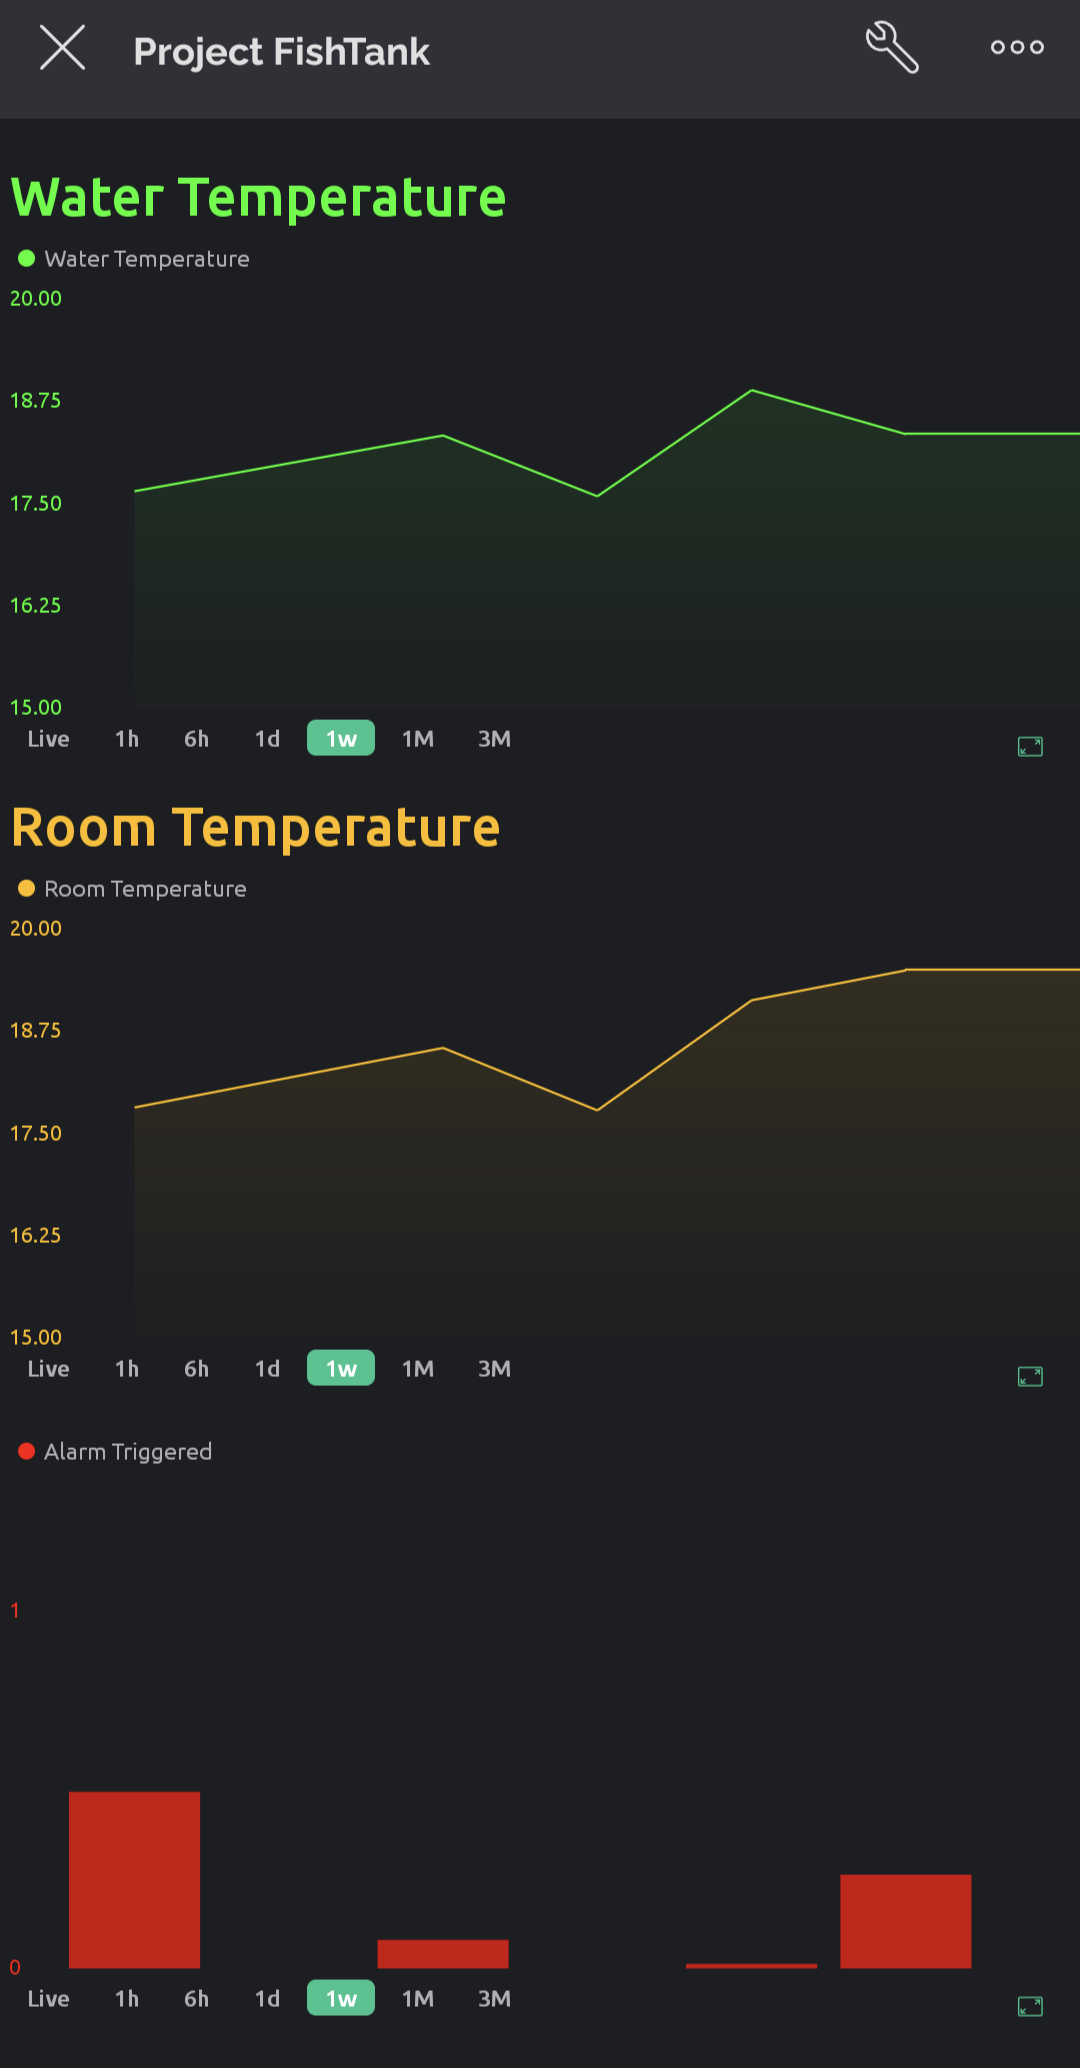 Project FishTank
Water Temperature
Water Temperature
20.00
18.75
17.50
16.25
15.00
Live 1h 6h 1d 1w 1M 3M
Room Temperature
Room Temperature
20.00
18.75
17.50
16.25
15.00
Live 1h 6h 1d 1w 1M 3M
Alarm Triggered
1
0
Live 1h 6h 1d 1w 1M 3M